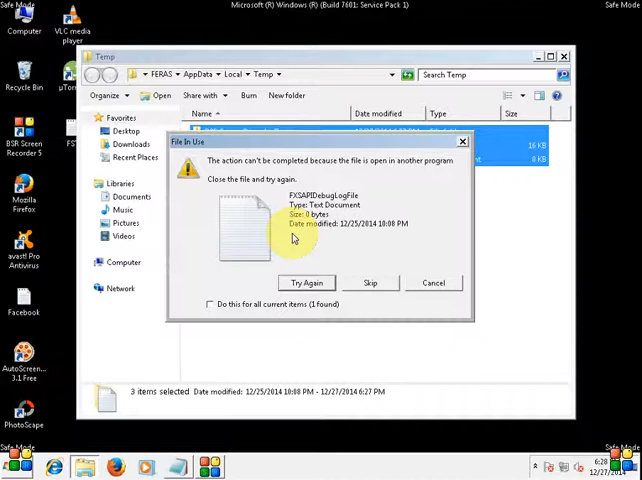 Safe Mode
Microsoft (R) Windows (R) (Build 7601: Service Pack 1)
Safe Mode
Computer
VLC media
player
Recycle Bin
BSR Screen
Recorder 5
Mozilla
Firefox
avast! Pro
Antivirus
Facebook
AutoScreen...
3.1 Free
PhotoScape
Temp
FERAS
AppData
Local
Temp
Search Temp
Organize
Open
Share with
Burn
New folder
Name
Date modified
Type
Size
Favorites
Desktop
Downloads
Recent Places
Libraries
Documents
Music
Pictures
Videos
Computer
Network
16 KB
0 KB
File In Use
The action can't be completed because the file is open in another program
Close the file and try again.
FXSAPIDebugLogFile
Type: Text Document
Size: 0 bytes
Date modified: 12/25/2014 10:08 PM
Try Again
Skip
Cancel
Do this for all current items (1 found)
3 items selected Date modified: 12/25/2014 10:08 PM - 12/27/2014 6:27 PM
Safe Mode
Safe Mode
6:28
12/27/20